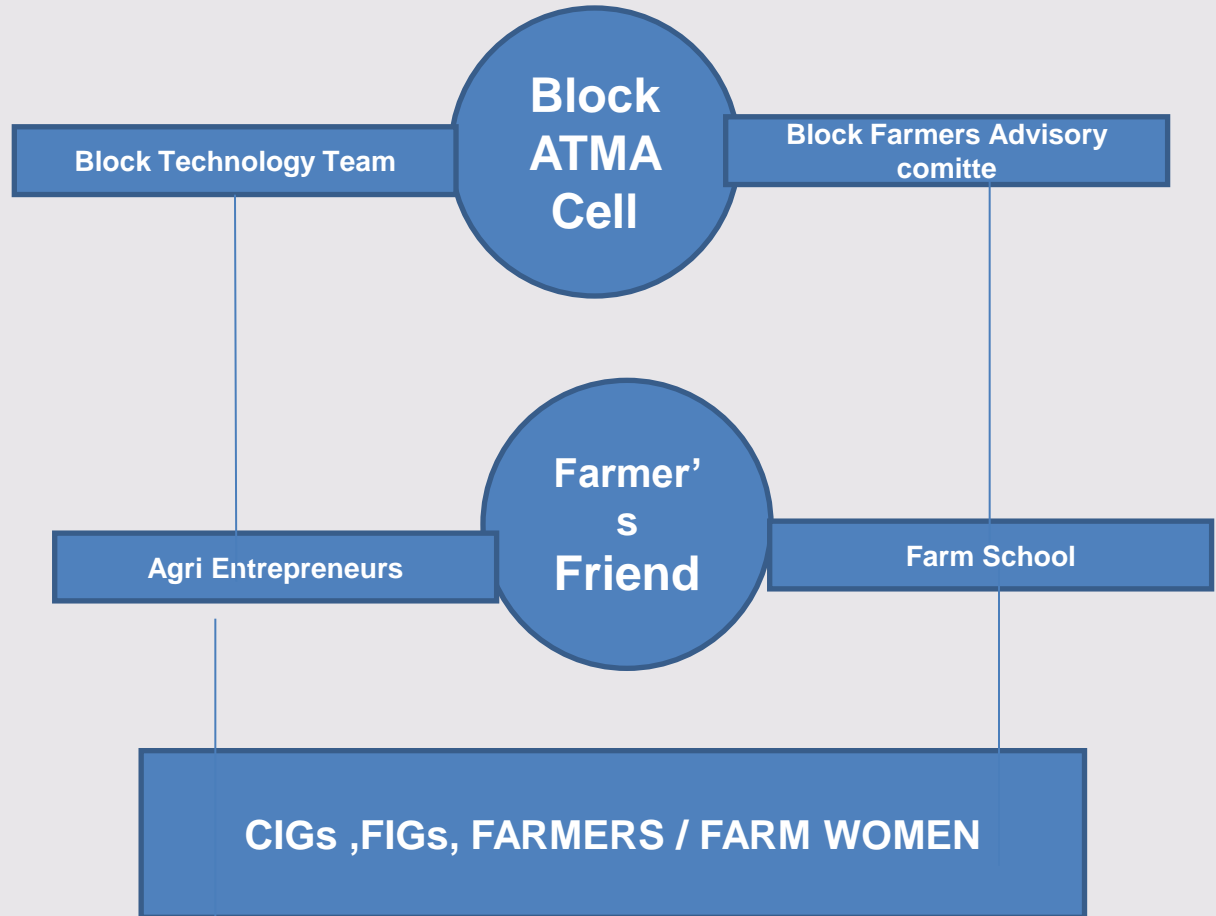 Block
ATMA
Cell
Block Technology Team
Block Farmers Advisory
comitte
Farmer’
s
Friend
Agri Entrepreneurs
Farm School
CIGs ,FIGs, FARMERS / FARM WOMEN